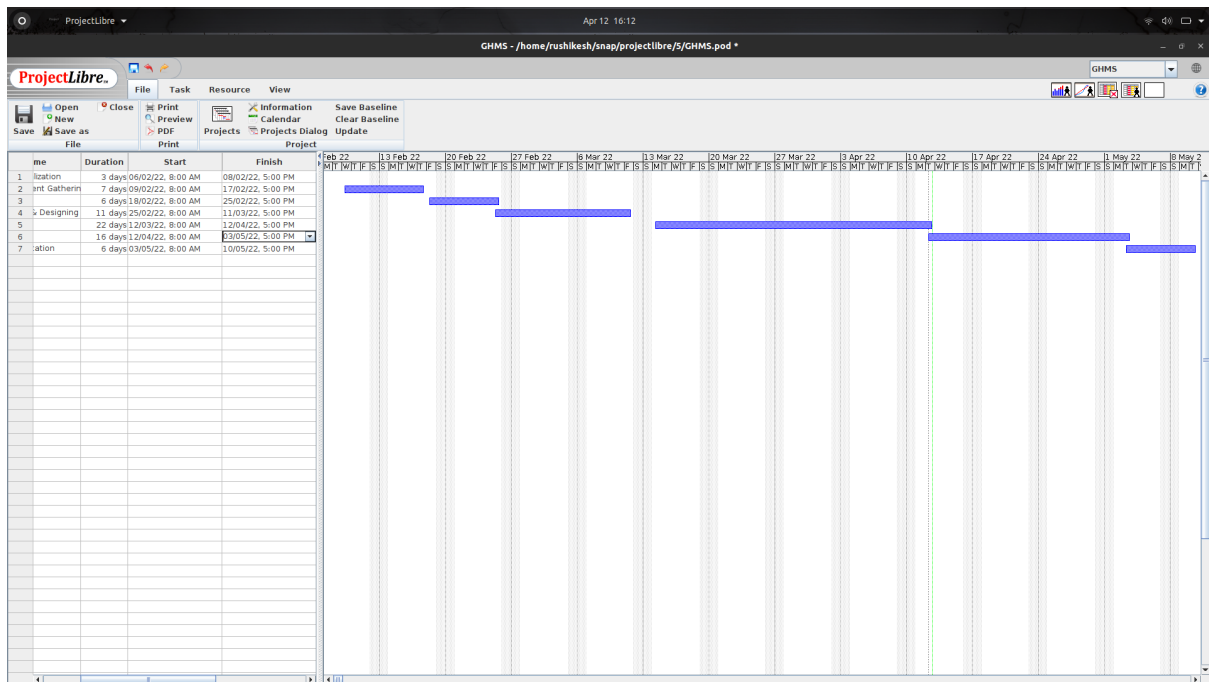 ProjectLibre
Apr 12 16:12
GHMS - /home/rushikesh/snap/projectlibre/5/GHMS.pod *
ProjectLibre
GHMS
File Task Resource View
Open Close Print Information Save Baseline
New Preview Calendar Clear Baseline
Save Save as PDF Projects Projects Dialog Update
File Print Project
me Duration Start Finish
Feb 22 13 Feb 22 20 Feb 22 27 Feb 22 6 Mar 22 13 Mar 22 20 Mar 22 27 Mar 22 3 Apr 22 10 Apr 22 17 Apr 22 24 Apr 22 1 May 22 8 May 2
M T W T F S S M T W T F S S M T W T F S S M T W T F S S M T W T F S S M T W T F S S M T W T F S S M T W T F S S M T W T F S S M T W T F S S M T W T F S S M T W T F S S M T W T F S S M T
1 lization 3 days 06/02/22, 8:00 AM 08/02/22, 5:00 PM
2 ent Gatherin 7 days 09/02/22, 8:00 AM 17/02/22, 5:00 PM
3 6 days 18/02/22, 8:00 AM 25/02/22, 5:00 PM
4 & Designing 11 days 25/02/22, 8:00 AM 11/03/22, 5:00 PM
5 22 days 12/03/22, 8:00 AM 12/04/22, 5:00 PM
6 16 days 12/04/22, 8:00 AM 03/05/22, 5:00 PM
7 tation 6 days 03/05/22, 8:00 AM 10/05/22, 5:00 PM